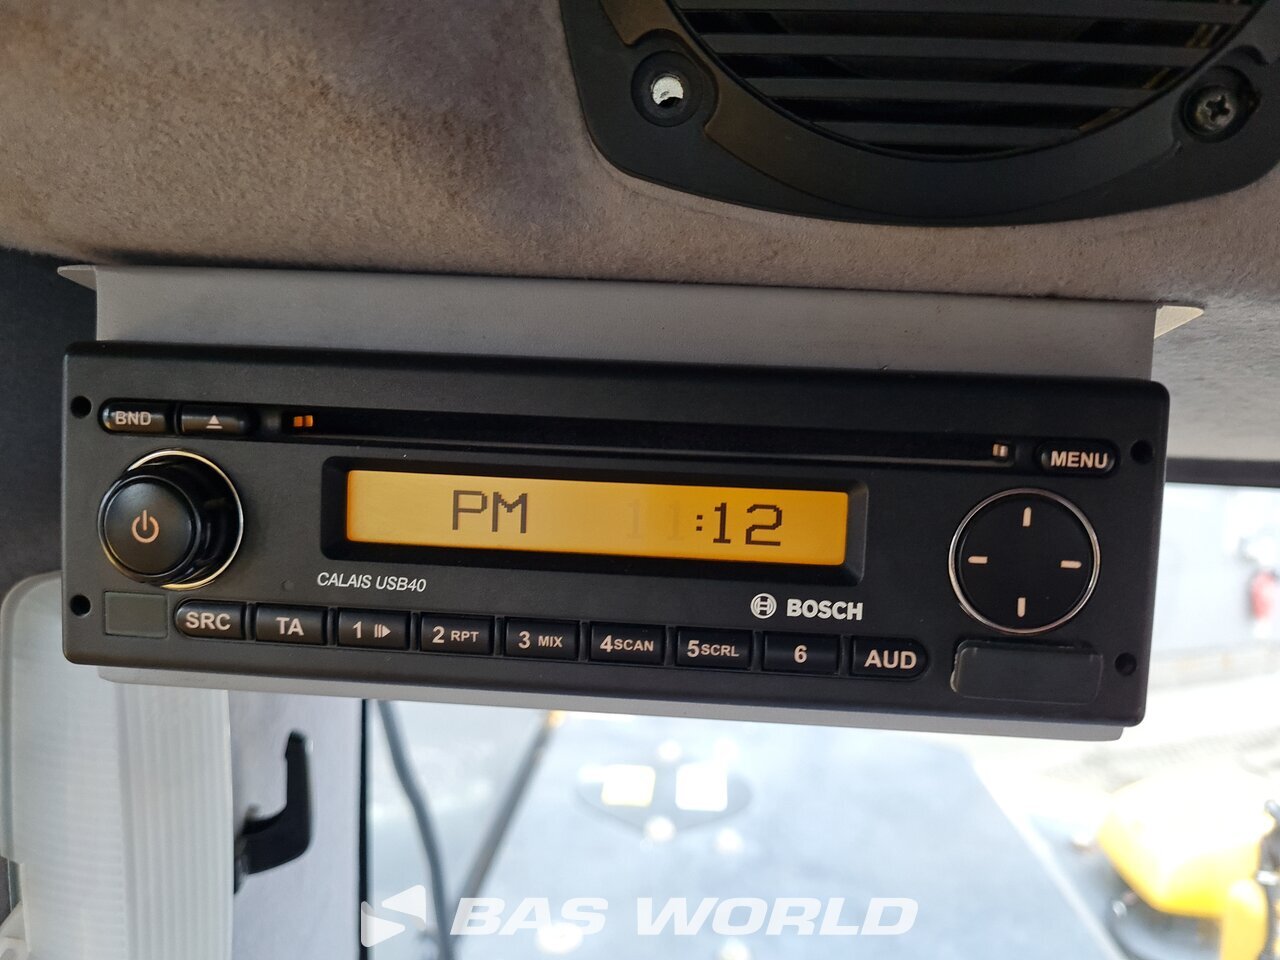 BND
MENU
PM :12
CALAIS USB40
BOSCH
SRC TA 1 2 RPT 3 MIX 4SCAN 5SCRL 6 AUD
BAS WORLD